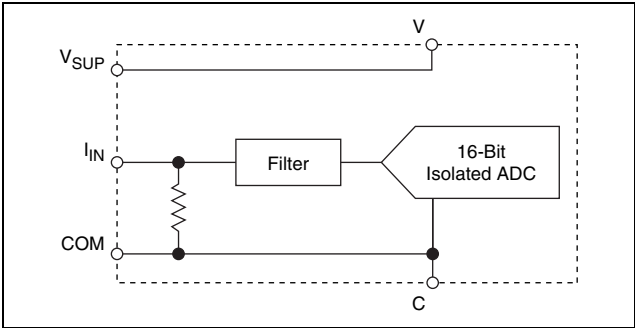 V
V_SUP
I_IN
Filter
16-Bit
Isolated ADC
COM
C